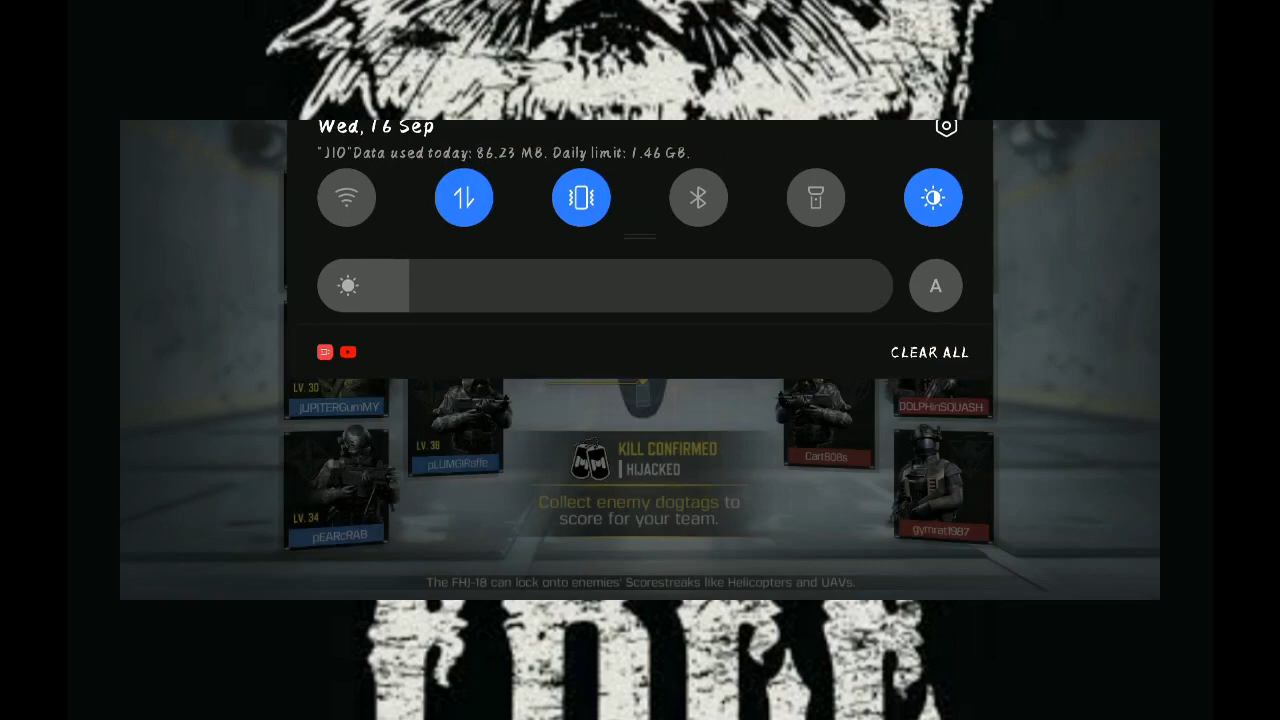 Wed, 16 Sep
"JIO"Data used today: 86.23 MB. Daily limit: 1.46 GB.
A
CLEAR ALL
LV. 30
jUPITERGumMY
LV. 38
pLUMGiRaffe
LV. 34
pEARcRAB
KILL CONFIRMED
HIJACKED
Collect enemy dogtags to
score for your team.
DOLPHinSQUASH
Cart808s
gymrat1987
The FHJ-18 can lock onto enemies' Scorestreaks like Helicopters and UAVs.